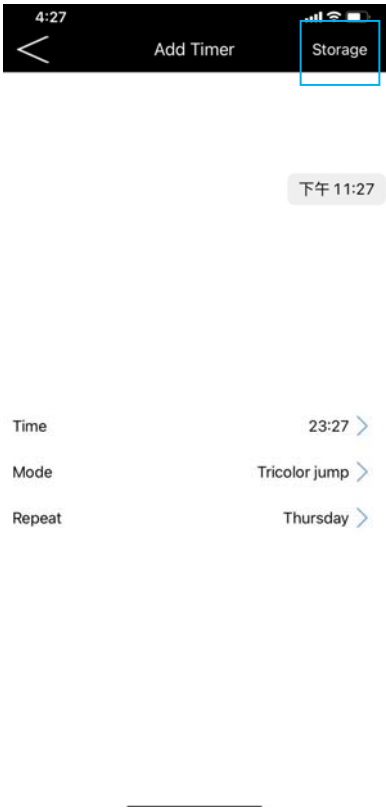 4:27
Add Timer
Storage
下午 11:27
Time 23:27
Mode Tricolor jump
Repeat Thursday